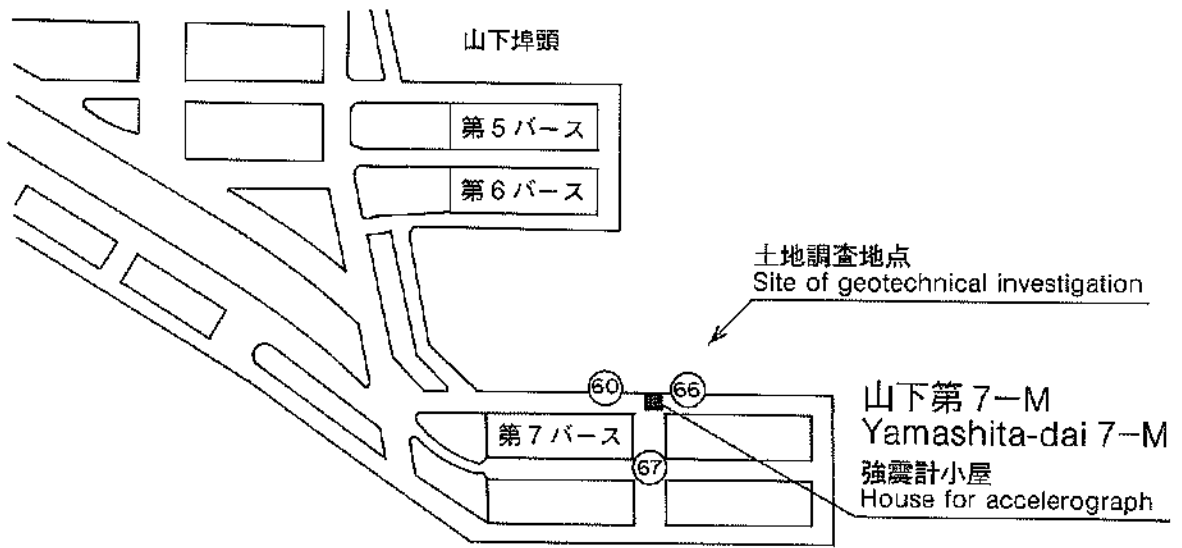 山下埠頭
第5バース
第6バース
土地調査地点
Site of geotechnical investigation
60
66
山下第7-M
Yamashita-dai 7-M
第7バース
67
強震計小屋
House for accelerograph